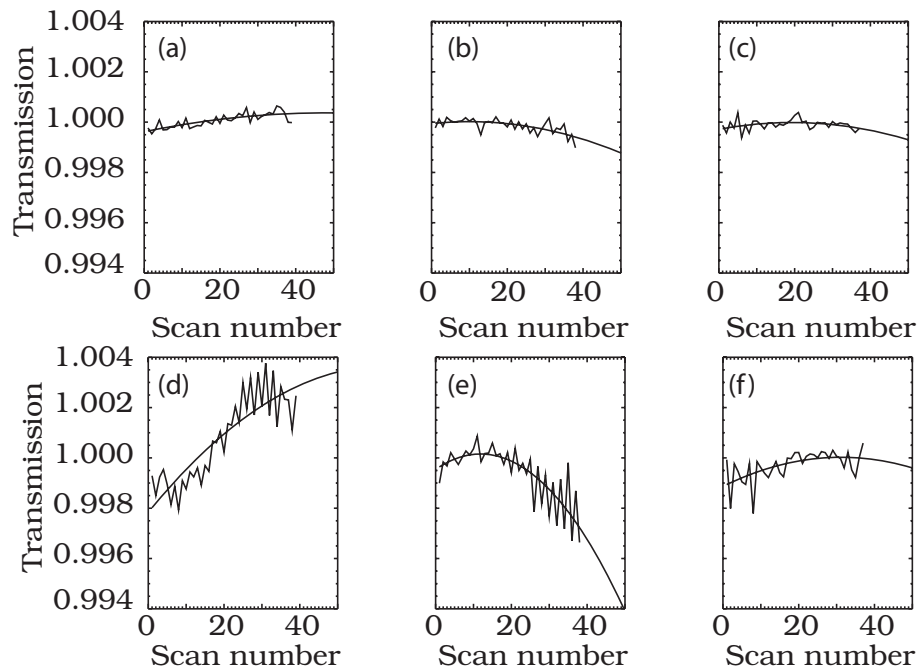 1.004
1.002
1.000
0.998
0.996
0.994
Transmission
(a)
(b)
(c)
0 20 40
0 20 40
0 20 40
Scan number
Scan number
Scan number
1.004
1.002
1.000
0.998
0.996
0.994
Transmission
(d)
(e)
(f)
0 20 40
0 20 40
0 20 40
Scan number
Scan number
Scan number